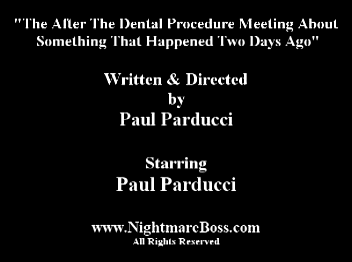 "The After The Dental Procedure Meeting About
Something That Happened Two Days Ago"
Written & Directed
by
Paul Parducci
Starring
Paul Parducci
www.NightmareBoss.com
All Rights Reserved